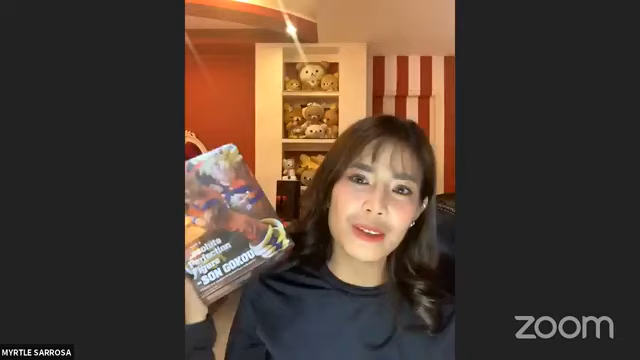 Absolute
Perfection
Figure
-SON GOKOU-
zoom
MYRTLE SARROSA